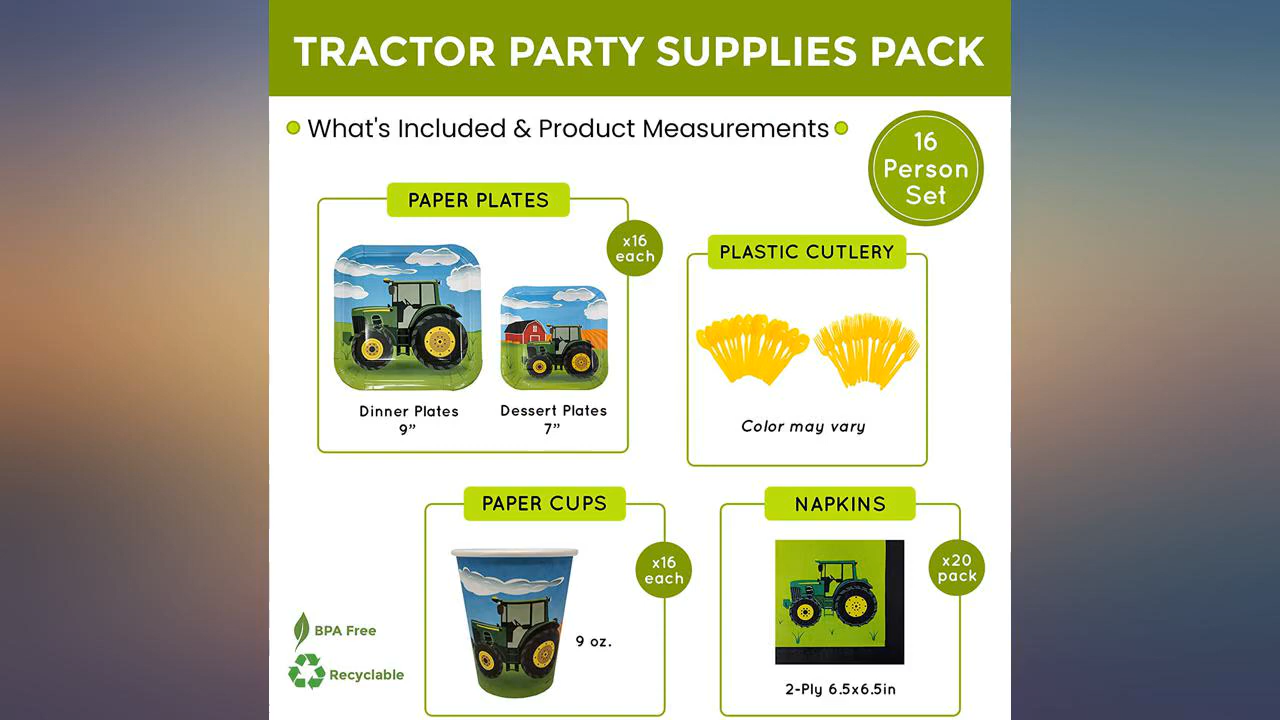 TRACTOR PARTY SUPPLIES PACK
What's Included & Product Measurements
16
Person
Set
PAPER PLATES
x16
each
Dinner Plates
9”
Dessert Plates
7”
PLASTIC CUTLERY
Color may vary
PAPER CUPS
x16
each
9 oz.
NAPKINS
x20
pack
2-Ply 6.5x6.5in
BPA Free
Recyclable